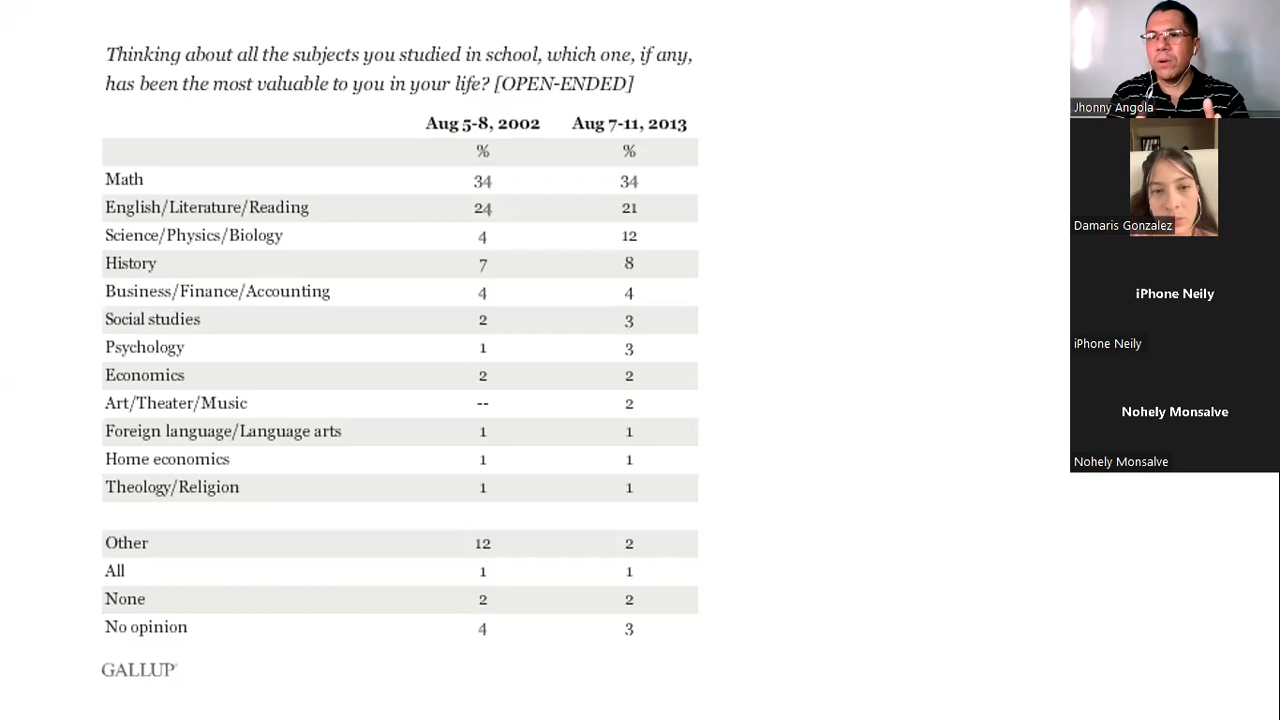 Thinking about all the subjects you studied in school, which one, if any,
has been the most valuable to you in your life? [OPEN-ENDED]
Aug 5-8, 2002 Aug 7-11, 2013
% %
Math 34 34
English/Literature/Reading 24 21
Science/Physics/Biology 4 12
History 7 8
Business/Finance/Accounting 4 4
Social studies 2 3
Psychology 1 3
Economics 2 2
Art/Theater/Music -- 2
Foreign language/Language arts 1 1
Home economics 1 1
Theology/Religion 1 1
Other 12 2
All 1 1
None 2 2
No opinion 4 3
GALLUP®
Jhonny Angola
Damaris Gonzalez
iPhone Neily
iPhone Neily
Nohely Monsalve
Nohely Monsalve